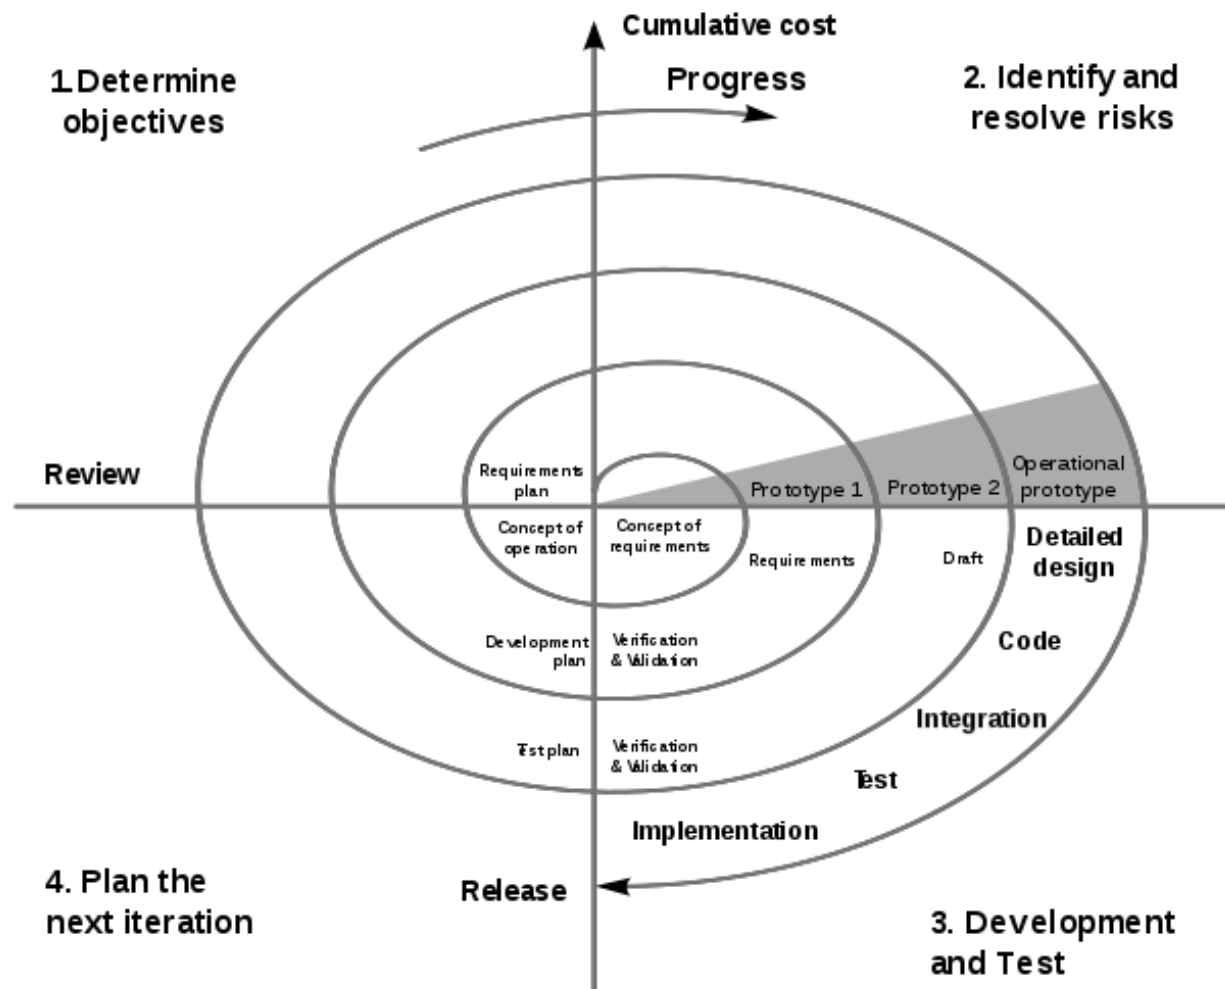 Cumulative cost
Progress
1.Determine
objectives
2. Identify and
resolve risks
Review
Requirements
plan
Prototype 1
Prototype 2
Operational
prototype
Concept of
operation
Concept of
requirements
Requirements
Draft
Detailed
design
Development
plan
Verification
& Validation
Code
Integration
Test plan
Verification
& Validation
Test
Implementation
Release
4. Plan the
next iteration
3. Development
and Test